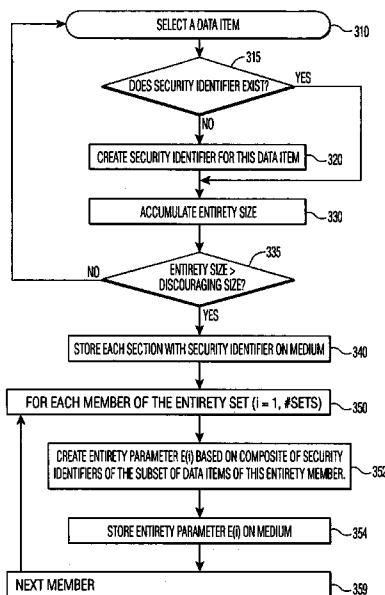 SELECT A DATA ITEM
310
315
DOES SECURITY IDENTIFIER EXIST?
YES
NO
CREATE SECURITY IDENTIFIER FOR THIS DATA ITEM
320
ACCUMULATE ENTIRETY SIZE
330
335
NO
ENTIRETY SIZE >
DISCOURAGING SIZE?
YES
STORE EACH SECTION WITH SECURITY IDENTIFIER ON MEDIUM
340
FOR EACH MEMBER OF THE ENTIRETY SET (i = 1, #SETS)
350
CREATE ENTIRETY PARAMETER E(i) BASED ON COMPOSITE OF SECURITY
IDENTIFIERS OF THE SUBSET OF DATA ITEMS OF THIS ENTIRETY MEMBER.
352
STORE ENTIRETY PARAMETER E(i) ON MEDIUM
354
NEXT MEMBER
359